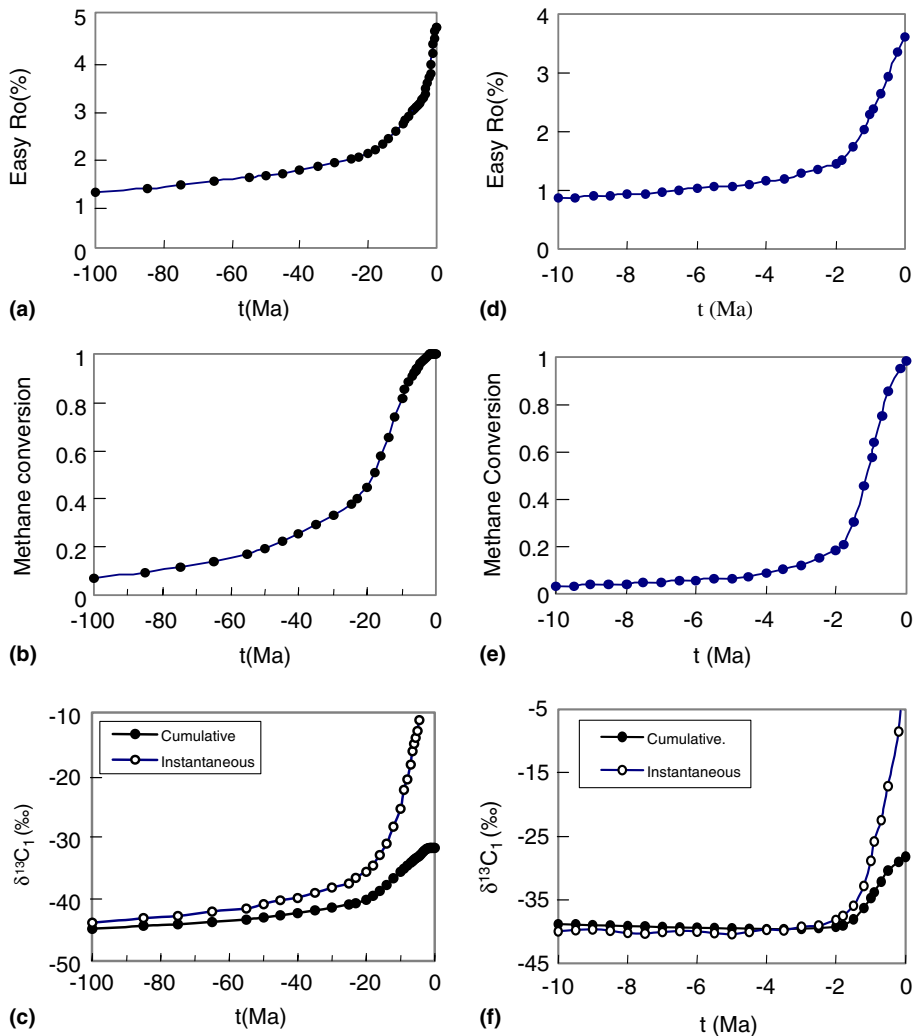 5
4
3
2
1
0
Easy Ro(%)
-100 -80 -60 -40 -20 0
(a)
t(Ma)
4
3
2
1
0
Easy Ro(%)
-10 -8 -6 -4 -2 0
(d)
t (Ma)
1
0.8
0.6
0.4
0.2
0
Methane conversion
-100 -80 -60 -40 -20 0
(b)
t(Ma)
1
0.8
0.6
0.4
0.2
0
Methane Conversion
-10 -8 -6 -4 -2 0
(e)
t (Ma)
-10
-20
-30
-40
-50
δ¹³C₁ (‰)
Cumulative
Instantaneous
-100 -80 -60 -40 -20 0
(c)
t(Ma)
-5
-15
-25
-35
-45
δ¹³C₁ (‰)
Cumulative.
Instantaneous
-10 -8 -6 -4 -2 0
(f)
t (Ma)